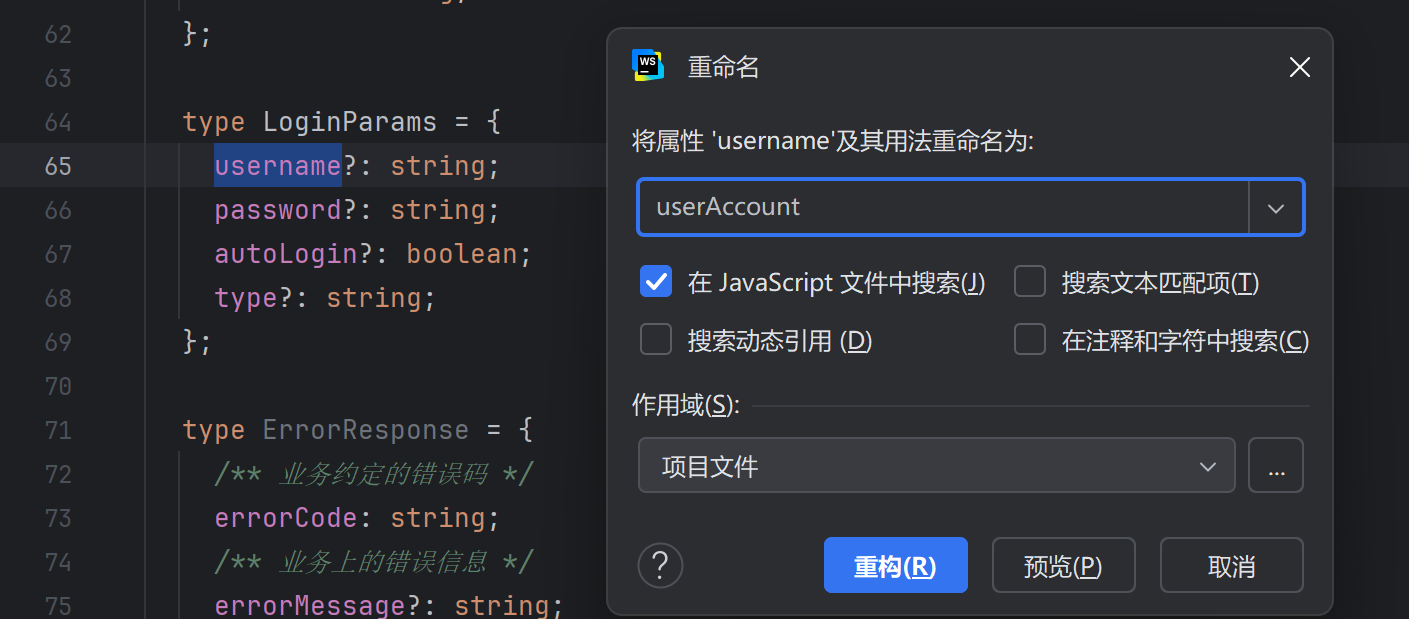 62 };
63
64 type LoginParams = {
65 username?: string;
66 password?: string;
67 autoLogin?: boolean;
68 type?: string;
69 };
70
71 type ErrorResponse = {
72 /** 业务约定的错误码 */
73 errorCode: string;
74 /** 业务上的错误信息 */
75 errorMessage?: string;
WS
重命名
将属性 'username'及其用法重命名为:
userAccount
在 JavaScript 文件中搜索(J) 搜索文本匹配项(T)
搜索动态引用 (D) 在注释和字符中搜索(C)
作用域(S):
项目文件 ...
? 重构(R) 预览(P) 取消